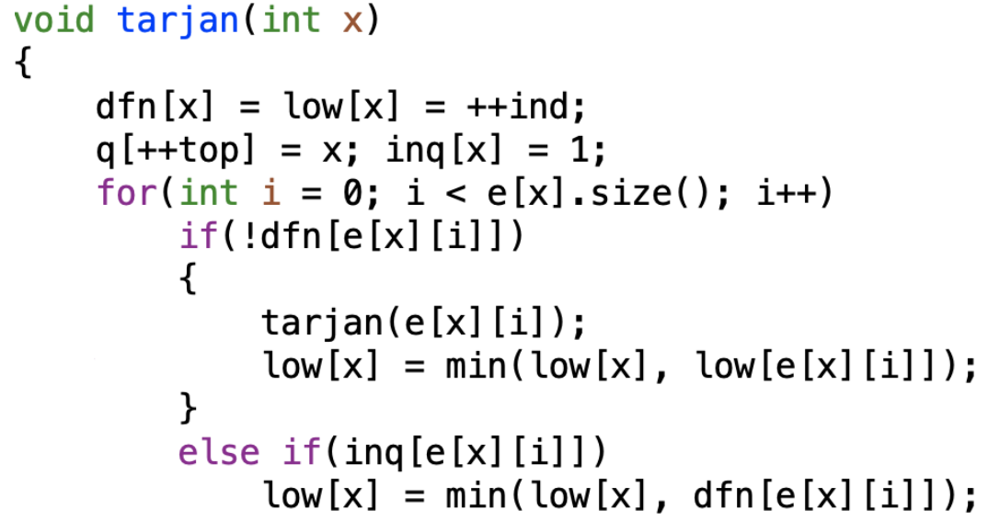 void tarjan(int x)
{
    dfn[x] = low[x] = ++ind;
    q[++top] = x; inq[x] = 1;
    for(int i = 0; i < e[x].size(); i++)
        if(!dfn[e[x][i]])
        {
            tarjan(e[x][i]);
            low[x] = min(low[x], low[e[x][i]]);
        }
        else if(inq[e[x][i]])
            low[x] = min(low[x], dfn[e[x][i]]);